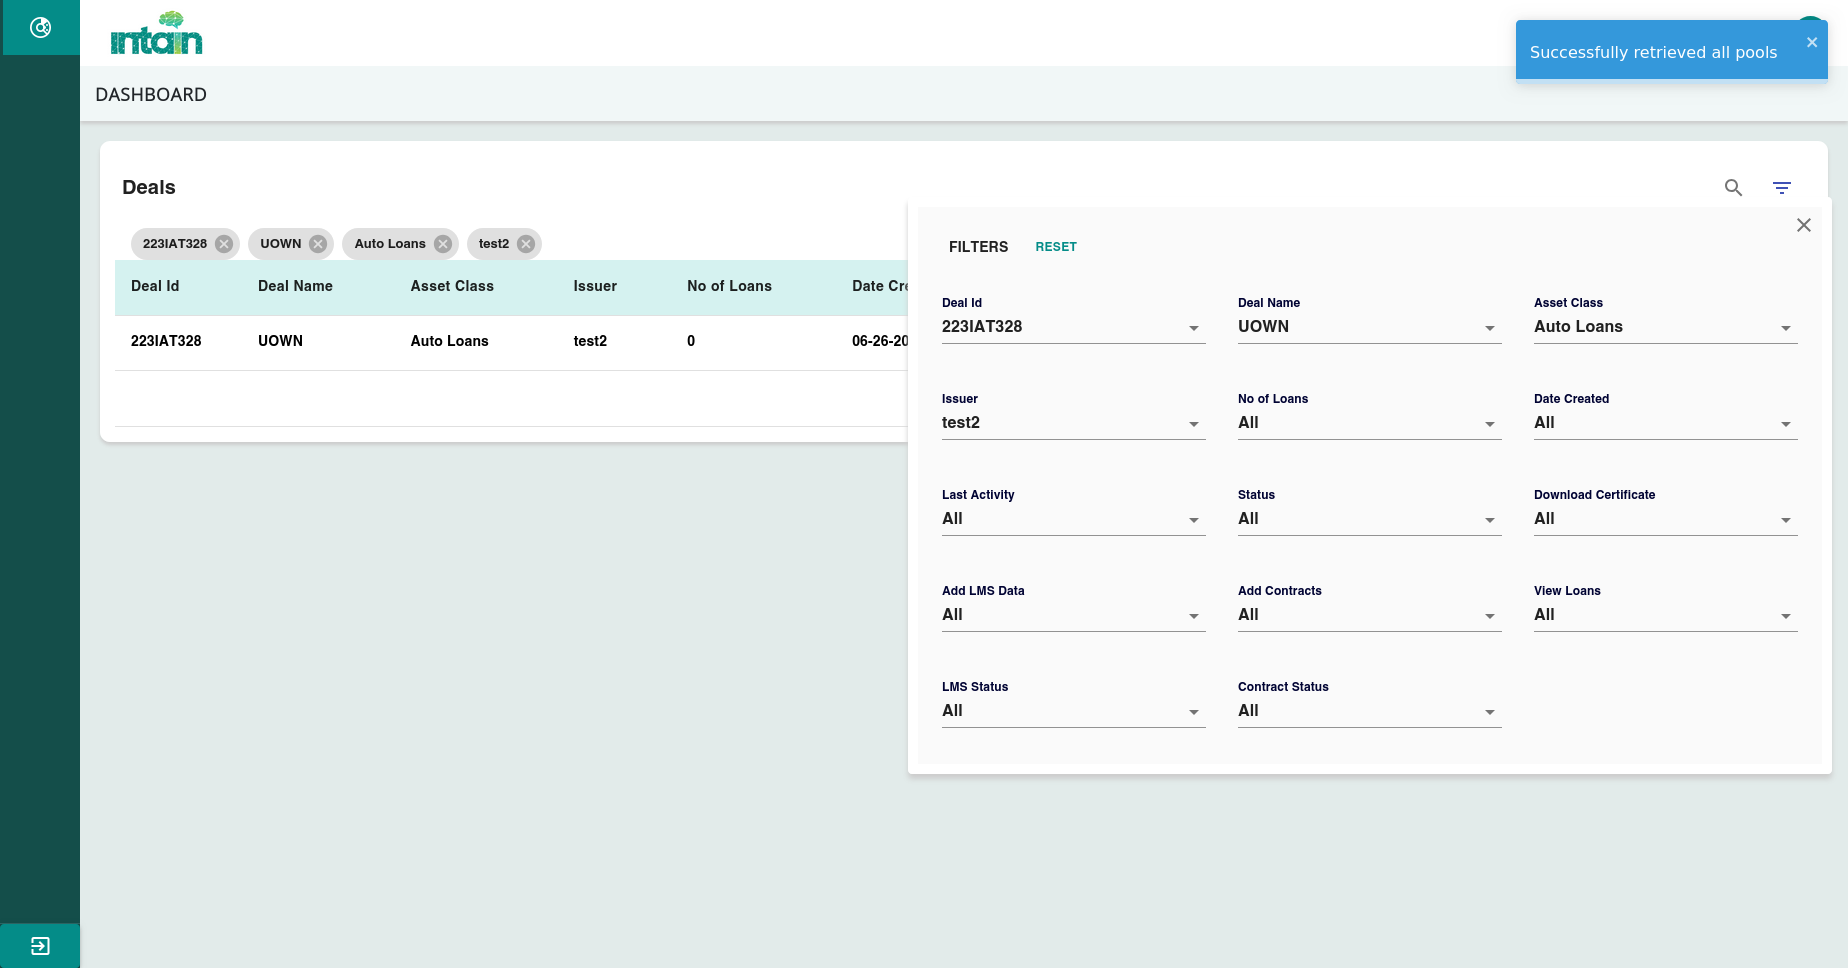 intain
Successfully retrieved all pools
DASHBOARD
Deals
223IAT328 UOWN Auto Loans test2
Deal Id Deal Name Asset Class Issuer No of Loans Date Cre
223IAT328 UOWN Auto Loans test2 0 06-26-20
FILTERS RESET
Deal Id Deal Name Asset Class
223IAT328 UOWN Auto Loans
Issuer No of Loans Date Created
test2 All All
Last Activity Status Download Certificate
All All All
Add LMS Data Add Contracts View Loans
All All All
LMS Status Contract Status
All All